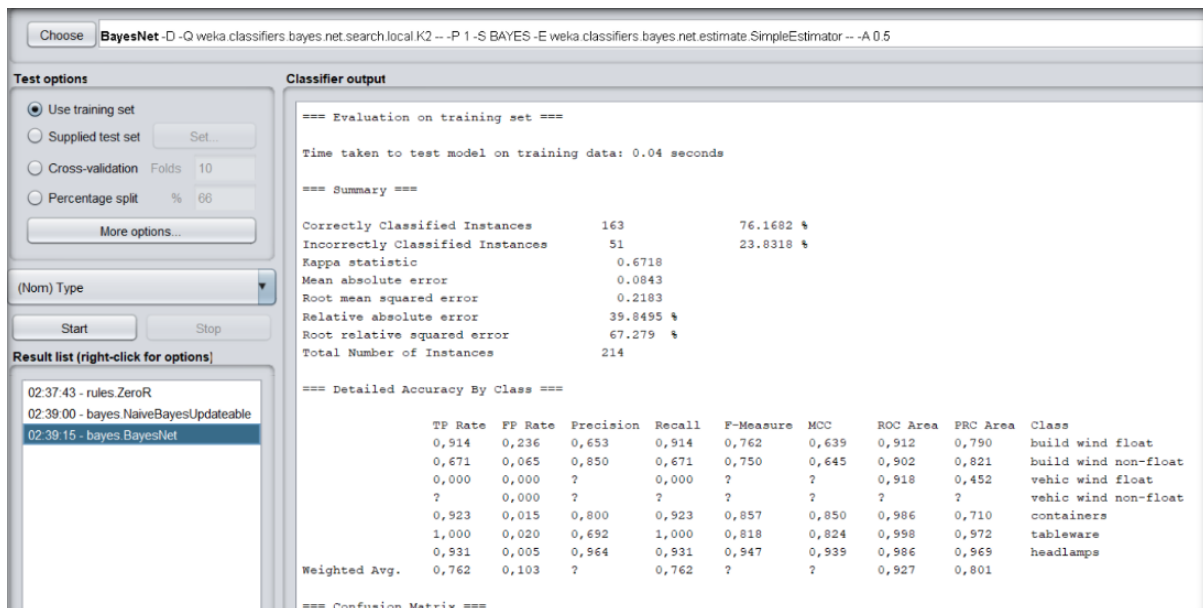 Choose BayesNet -D -Q weka.classifiers.bayes.net.search.local.K2 -- -P 1 -S BAYES -E weka.classifiers.bayes.net.estimate.SimpleEstimator -- -A 0.5
Test options
Use training set
Supplied test set Set...
Cross-validation Folds 10
Percentage split % 66
More options...
(Nom) Type
Start Stop
Result list (right-click for options)
02:37:43 - rules.ZeroR
02:39:00 - bayes.NaiveBayesUpdateable
02:39:15 - bayes.BayesNet
Classifier output
=== Evaluation on training set ===
Time taken to test model on training data: 0.04 seconds
=== Summary ===
Correctly Classified Instances 163 76.1682 %
Incorrectly Classified Instances 51 23.8318 %
Kappa statistic 0.6718
Mean absolute error 0.0843
Root mean squared error 0.2183
Relative absolute error 39.8495 %
Root relative squared error 67.279 %
Total Number of Instances 214
=== Detailed Accuracy By Class ===
TP Rate FP Rate Precision Recall F-Measure MCC ROC Area PRC Area Class
0,914 0,236 0,653 0,914 0,762 0,639 0,912 0,790 build wind float
0,671 0,065 0,850 0,671 0,750 0,645 0,902 0,821 build wind non-float
0,000 0,000 ? 0,000 ? ? 0,918 0,452 vehic wind float
? 0,000 ? ? ? ? ? ? vehic wind non-float
0,923 0,015 0,800 0,923 0,857 0,850 0,986 0,710 containers
1,000 0,020 0,692 1,000 0,818 0,824 0,998 0,972 tableware
0,931 0,005 0,964 0,931 0,947 0,939 0,986 0,969 headlamps
Weighted Avg. 0,762 0,103 ? 0,762 ? ? 0,927 0,801
=== Confusion Matrix ===